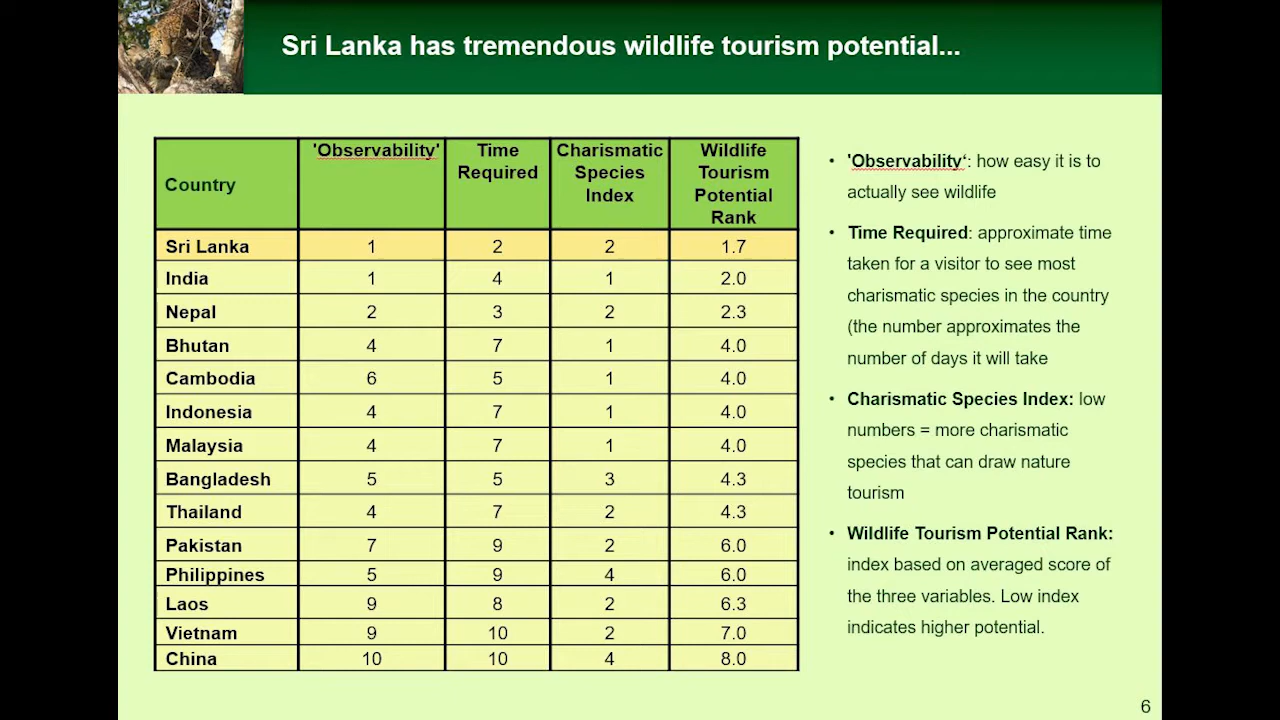 Sri Lanka has tremendous wildlife tourism potential...
Country 'Observability' Time Required Charismatic Species Index Wildlife Tourism Potential Rank
Sri Lanka 1 2 2 1.7
India 1 4 1 2.0
Nepal 2 3 2 2.3
Bhutan 4 7 1 4.0
Cambodia 6 5 1 4.0
Indonesia 4 7 1 4.0
Malaysia 4 7 1 4.0
Bangladesh 5 5 3 4.3
Thailand 4 7 2 4.3
Pakistan 7 9 2 6.0
Philippines 5 9 4 6.0
Laos 9 8 2 6.3
Vietnam 9 10 2 7.0
China 10 10 4 8.0
• 'Observability‘: how easy it is to
actually see wildlife
• Time Required: approximate time
taken for a visitor to see most
charismatic species in the country
(the number approximates the
number of days it will take
• Charismatic Species Index: low
numbers = more charismatic
species that can draw nature
tourism
• Wildlife Tourism Potential Rank:
index based on averaged score of
the three variables. Low index
indicates higher potential.
6